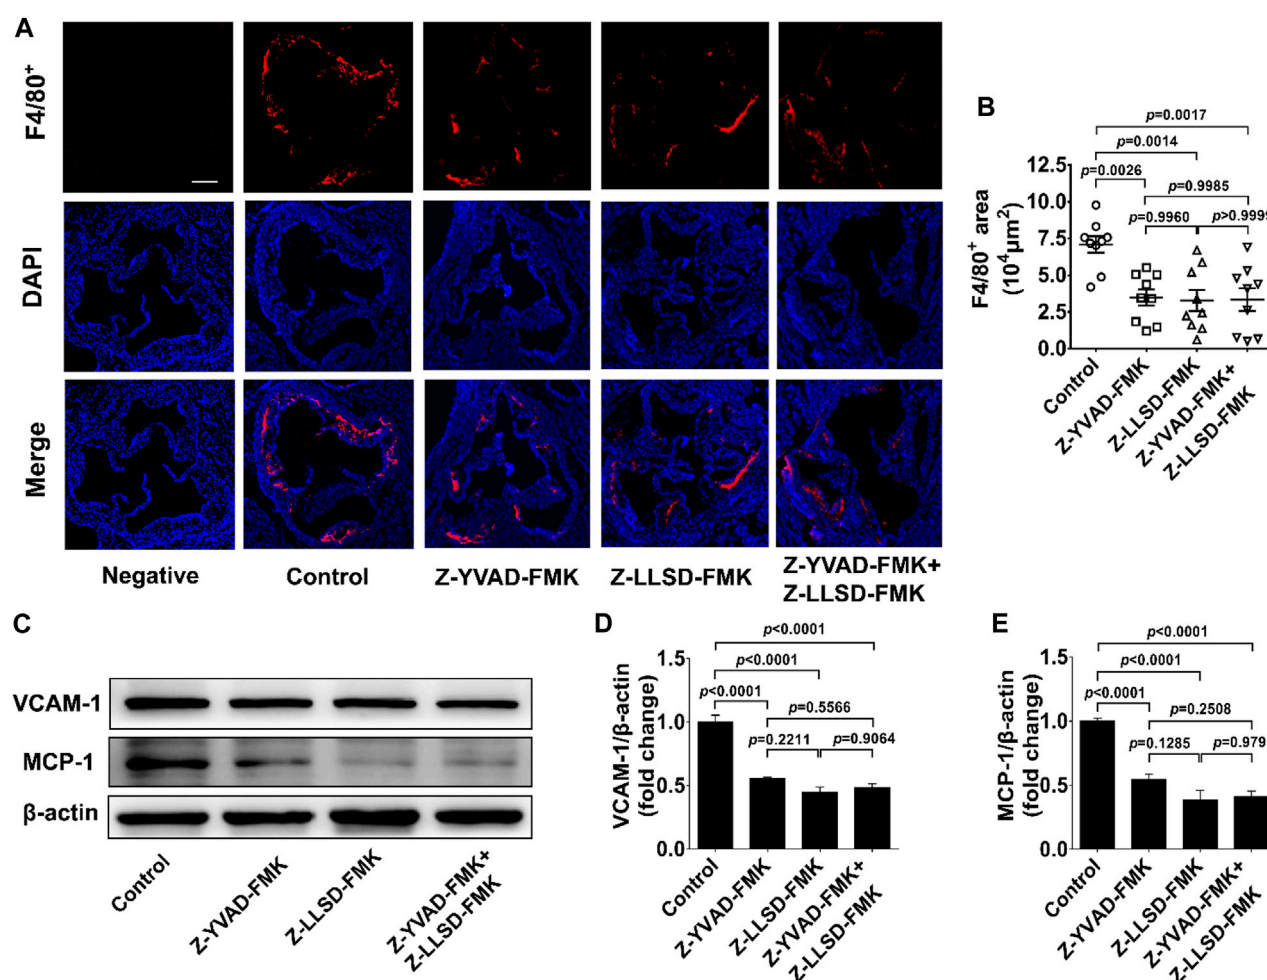 A
F4/80⁺
DAPI
Merge
Negative
Control
Z-YVAD-FMK
Z-LLSD-FMK
Z-YVAD-FMK+
Z-LLSD-FMK
B
p=0.0017
p=0.0014
p=0.0026
p=0.9985
p=0.9960
p>0.9999
F4/80⁺ area
(10⁴μm²)
12.5
10.0
7.5
5.0
2.5
0.0
Control
Z-YVAD-FMK
Z-LLSD-FMK
Z-YVAD-FMK+
Z-LLSD-FMK
C
VCAM-1
MCP-1
β-actin
Control
Z-YVAD-FMK
Z-LLSD-FMK
Z-YVAD-FMK+
Z-LLSD-FMK
D
p<0.0001
p<0.0001
p<0.0001
p=0.5566
p=0.2211
p=0.9064
VCAM-1/β-actin
(fold change)
1.5
1.0
0.5
0.0
Control
Z-YVAD-FMK
Z-LLSD-FMK
Z-YVAD-FMK+
Z-LLSD-FMK
E
p<0.0001
p<0.0001
p<0.0001
p=0.2508
p=0.1285
p=0.979
MCP-1/β-actin
(fold change)
1.5
1.0
0.5
0.0
Control
Z-YVAD-FMK
Z-LLSD-FMK
Z-YVAD-FMK+
Z-LLSD-FMK